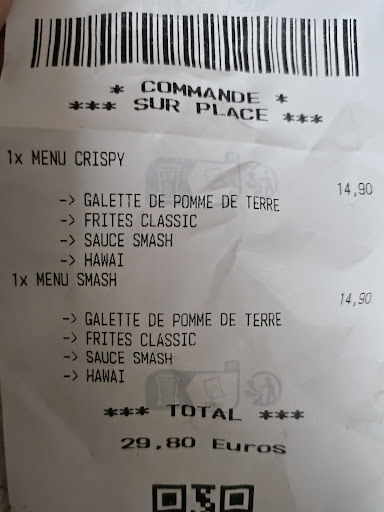 * COMMANDE *
*** SUR PLACE ***
1x MENU CRISPY
14,90
-> GALETTE DE POMME DE TERRE
-> FRITES CLASSIC
-> SAUCE SMASH
-> HAWAI
1x MENU SMASH
14,90
-> GALETTE DE POMME DE TERRE
-> FRITES CLASSIC
-> SAUCE SMASH
-> HAWAI
*** TOTAL ***
29,80 Euros